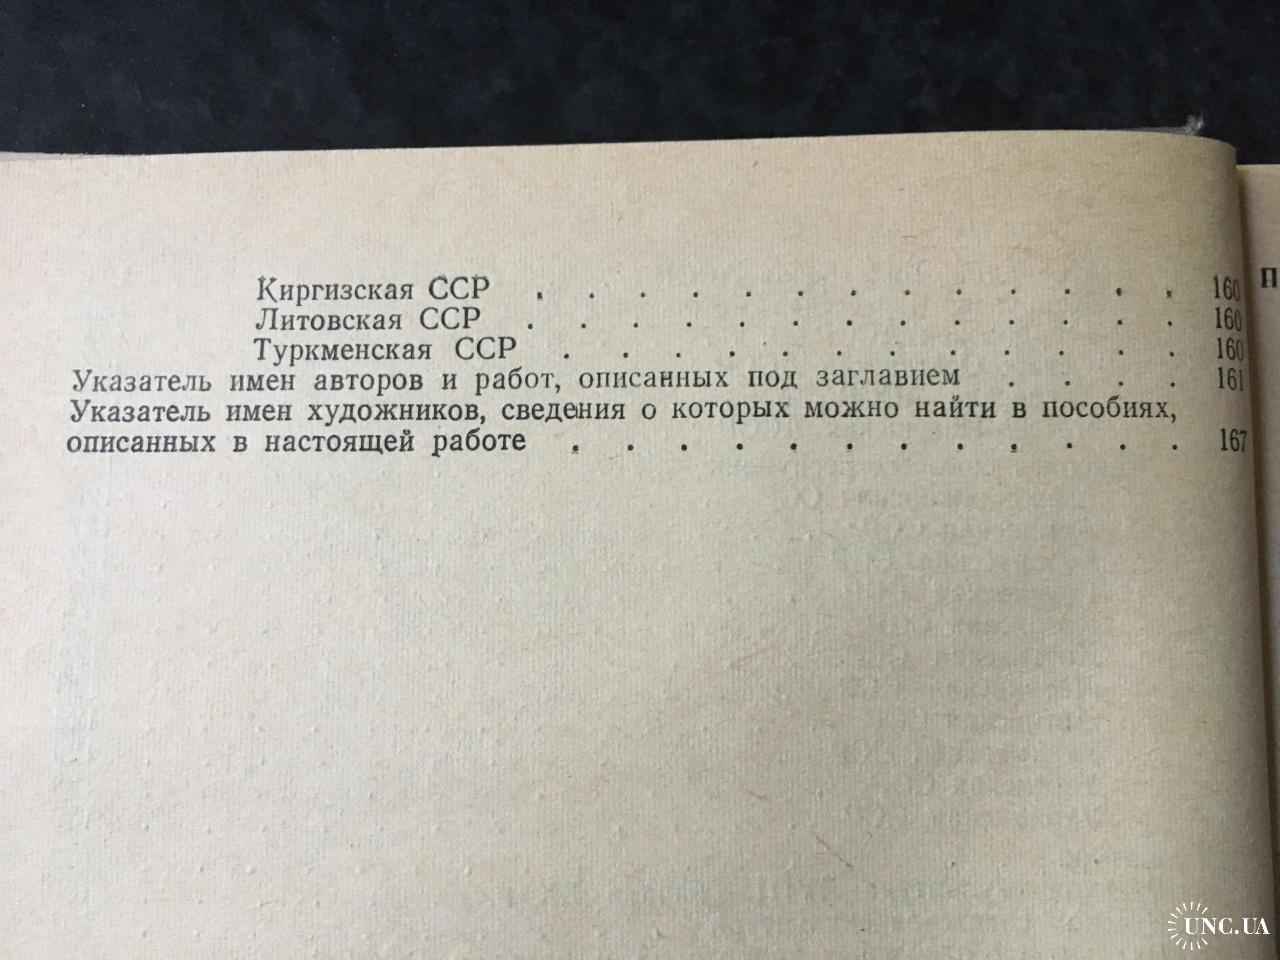 Киргизская ССР . . . . . . . . . . . . . 160
Литовская ССР . . . . . . . . . . . . . 160
Туркменская ССР . . . . . . . . . . . . 160
Указатель имен авторов и работ, описанных под заглавием . . . . 161
Указатель имен художников, сведения о которых можно найти в пособиях,
описанных в настоящей работе . . . . . . . . . . . . 167
П
UNC.UA